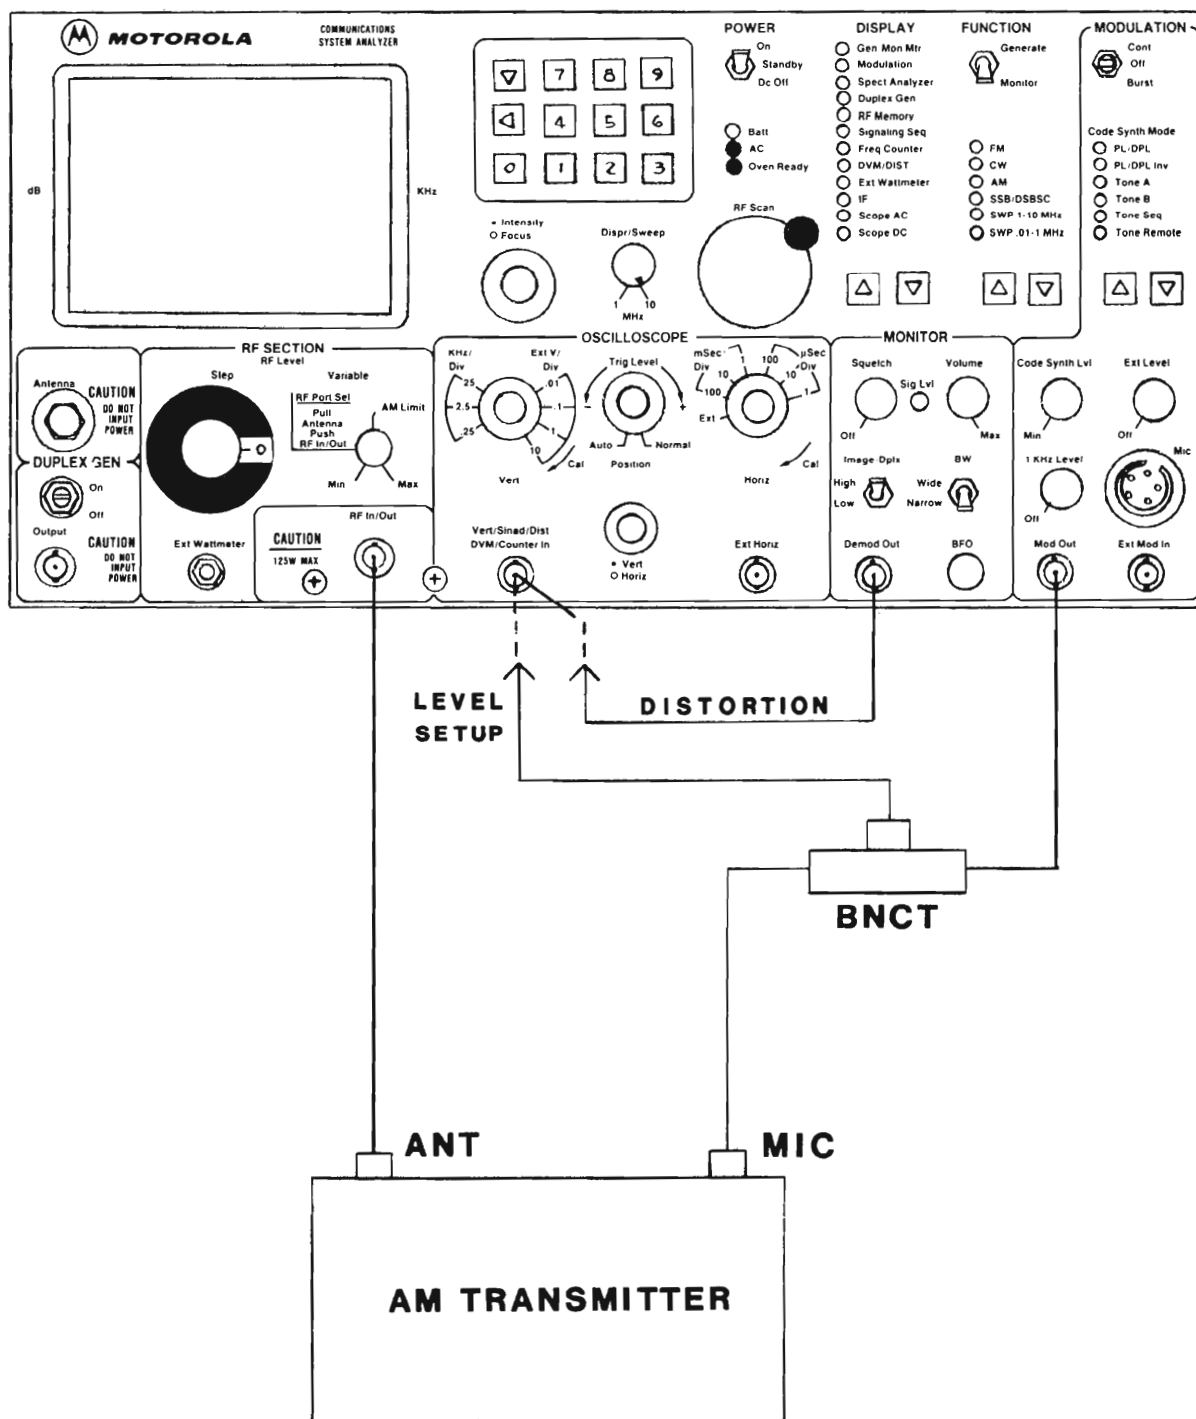 MOTOROLA
COMMUNICATIONS
SYSTEM ANALYZER
dB
KHz
7 8 9
4 5 6
0 1 2 3
• Intensity
O Focus
Dispr/Sweep
1 10
MHz
RF Scan
POWER
On
Standby
Dc Off
Batt
AC
Oven Ready
DISPLAY
Gen Mon Mtr
Modulation
Spect Analyzer
Duplex Gen
RF Memory
Signaling Seq
Freq Counter
DVM/DIST
Ext Wattmeter
IF
Scope AC
Scope DC
FUNCTION
Generate
Monitor
FM
CW
AM
SSB/DSBSC
SWP 1-10 MHz
SWP .01-1 MHz
MODULATION
Cont
Off
Burst
Code Synth Mode
PL/DPL
PL/DPL Inv
Tone A
Tone B
Tone Seq
Tone Remote
Antenna
CAUTION
DO NOT
INPUT
POWER
DUPLEX GEN
On
Off
Output
CAUTION
DO NOT
INPUT
POWER
RF SECTION
RF Level
Step
Variable
RF Port Sel
Pull
Antenna
Push
RF In/Out
AM Limit
Min
Max
Ext Wattmeter
CAUTION
125W MAX
RF In/Out
OSCILLOSCOPE
KHz/
Div
.25
2.5
.25
Ext V/
Div
.01
.1
1
10
Cal
Vert
Trig Level
- +
Auto
Normal
Position
mSec
Div
1
10
100
Ext
µSec
Div
100
10
1
Cal
Horiz
Vert/Sinad/Dist
DVM/Counter In
• Vert
O Horiz
Ext Horiz
MONITOR
Squelch
Off
Sig Lvl
Volume
Max
Image-Dplx
High
Low
BW
Wide
Narrow
Demod Out
BFO
Code Synth Lvl
Min
Ext Level
Off
1 KHz Level
Off
Mic
Mod Out
Ext Mod In
LEVEL
SETUP
DISTORTION
BNCT
ANT
MIC
AM TRANSMITTER